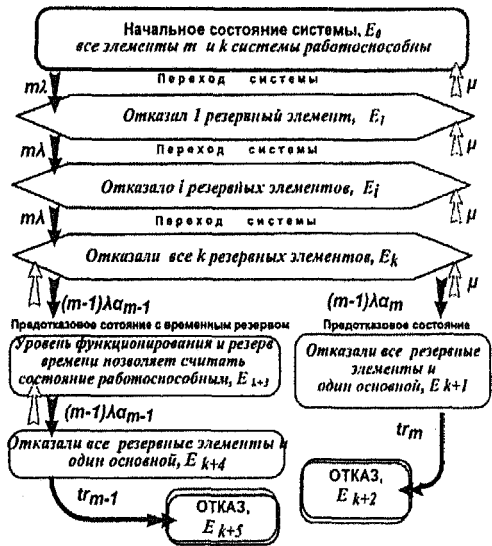 Начальное состояние системы, E0
все элементы m и k системы работоспособны
mλ
Переход системы
μ
Отказал 1 резервный элемент, E1
mλ
Переход системы
μ
Отказало i резервных элементов, Ei
mλ
Переход системы
μ
Отказали все k резервных элементов, Ek
(m-1)λαm-1
(m-1)λαm
μ
Предотказовое сотояние с временным резервом
Предотказовое состояние
Уровень функционирования и резерв
времени позволяет считать
состояние работоспособным, E k+3
Отказали все резервные
элементы и
один основной, E k+1
(m-1)λαm-1
Отказали все резервные элементы и
один основной, E k+4
trm
trm-1
ОТКАЗ,
E k+2
ОТКАЗ,
E k+5